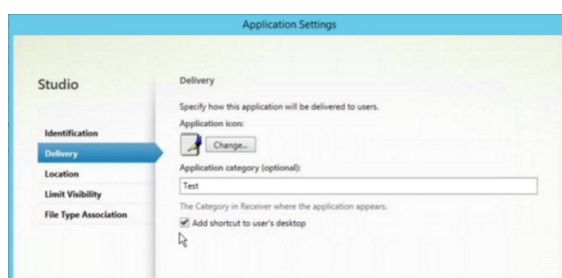 Application Settings
Studio
Identification
Delivery
Location
Limit Visibility
File Type Association
Delivery
Specify how this application will be delivered to users.
Application icon:
Change...
Application category (optional):
Test
The Category in Receiver where the application appears.
Add shortcut to user's desktop